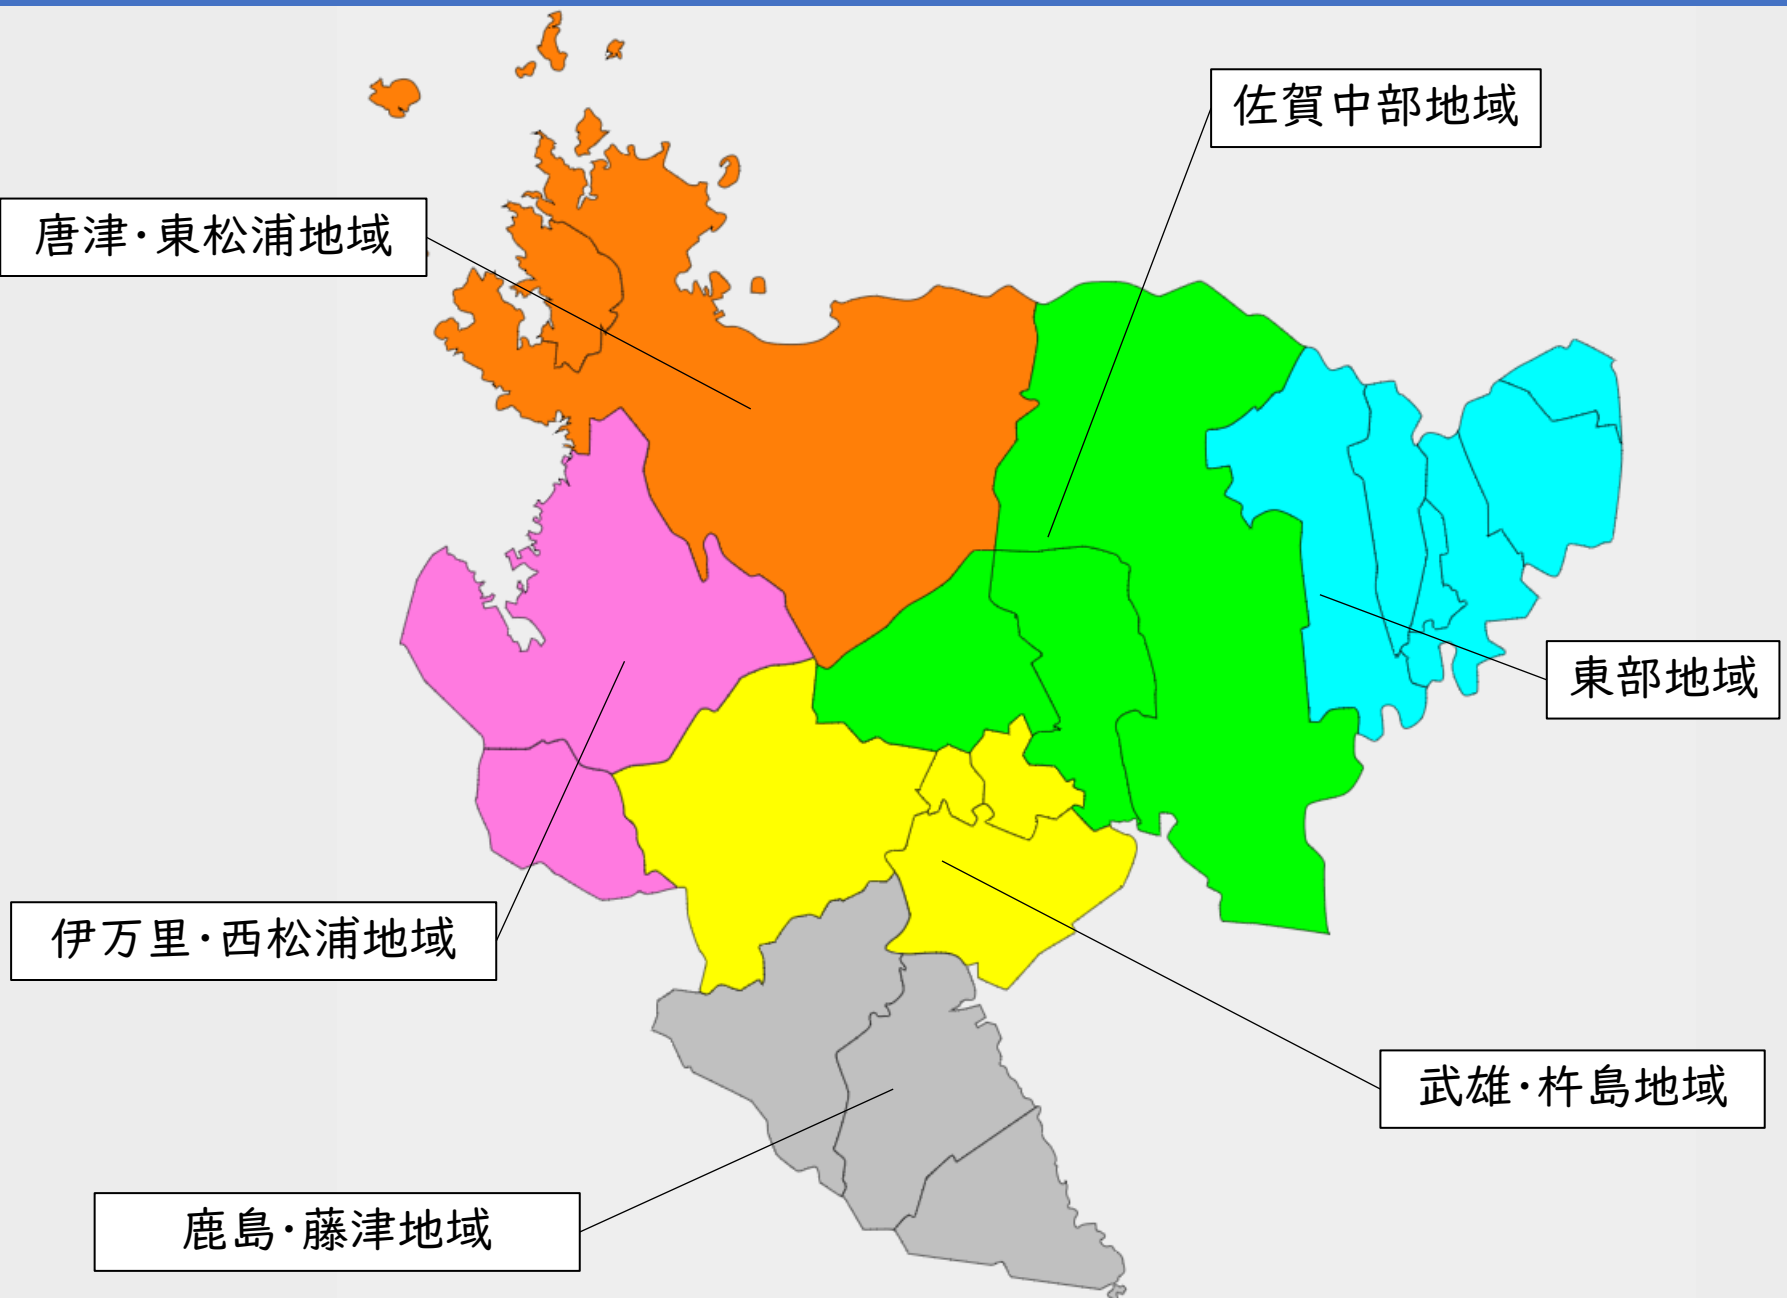 佐賀中部地域
唐津・東松浦地域
東部地域
伊万里・西松浦地域
武雄・杵島地域
鹿島・藤津地域